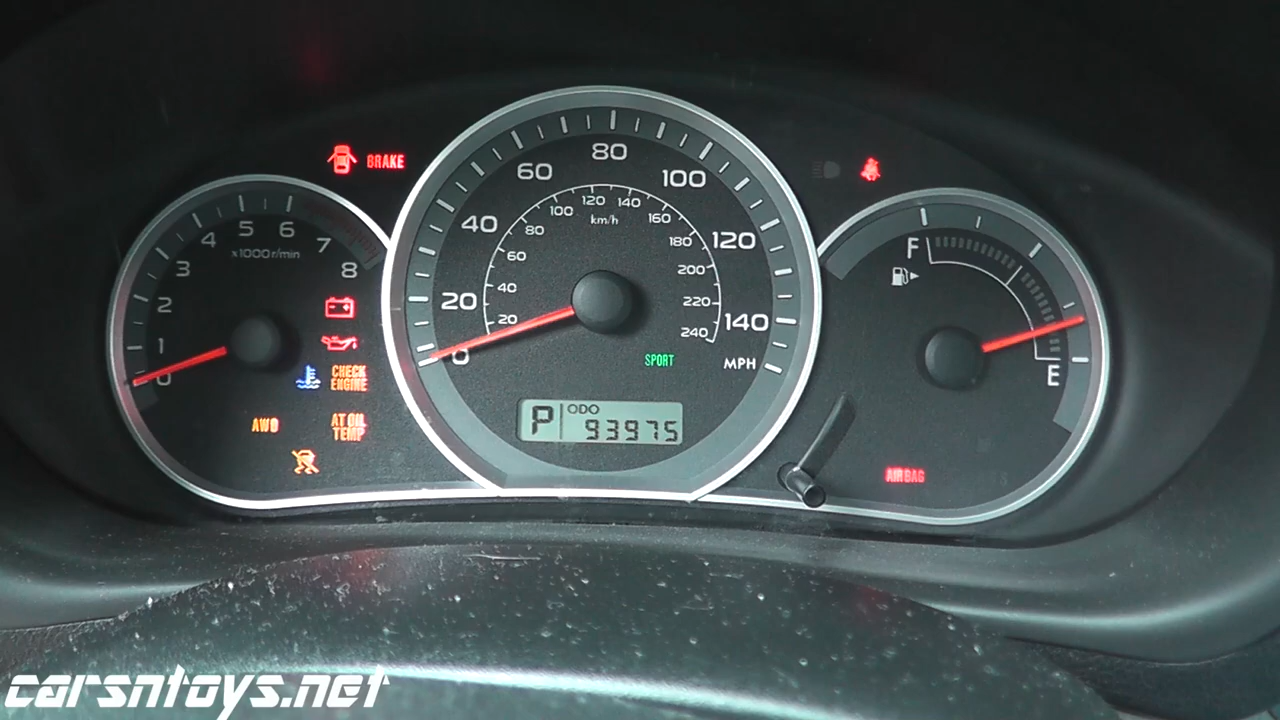 BRAKE
x1000r/min
0
1
2
3
4
5
6
7
8
CHECK
ENGINE
AWD
AT OIL
TEMP
0
20
40
60
80
100
120
140
MPH
20
40
60
80
100
120
140
160
180
200
220
240
km/h
SPORT
P
ODO
93975
F
E
AIRBAG
carsntoys.net